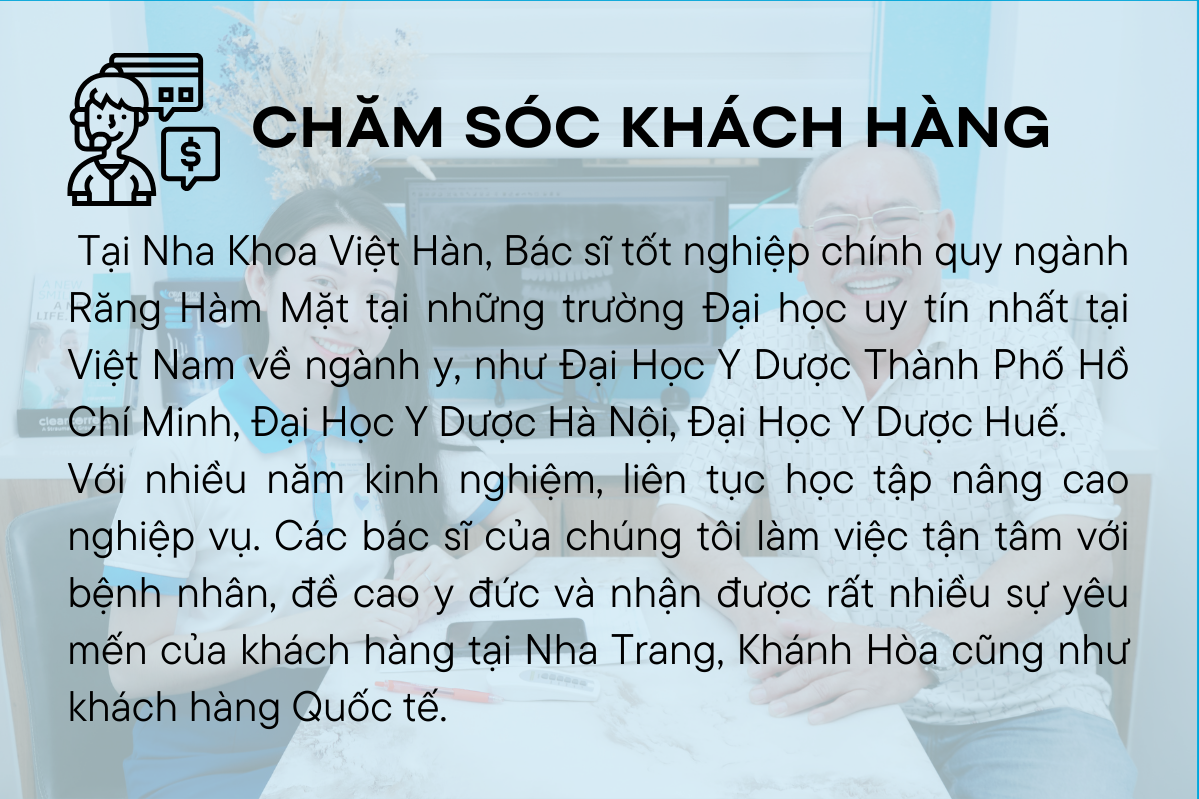 CHĂM SÓC KHÁCH HÀNG
$
Tại Nha Khoa Việt Hàn, Bác sĩ tốt nghiệp chính quy ngành
Răng Hàm Mặt tại những trường Đại học uy tín nhất tại
Việt Nam về ngành y, như Đại Học Y Dược Thành Phố Hồ
Chí Minh, Đại Học Y Dược Hà Nội, Đại Học Y Dược Huế.
Với nhiều năm kinh nghiệm, liên tục học tập nâng cao
nghiệp vụ. Các bác sĩ của chúng tôi làm việc tận tâm với
bệnh nhân, đề cao y đức và nhận được rất nhiều sự yêu
mến của khách hàng tại Nha Trang, Khánh Hòa cũng như
khách hàng Quốc tế.